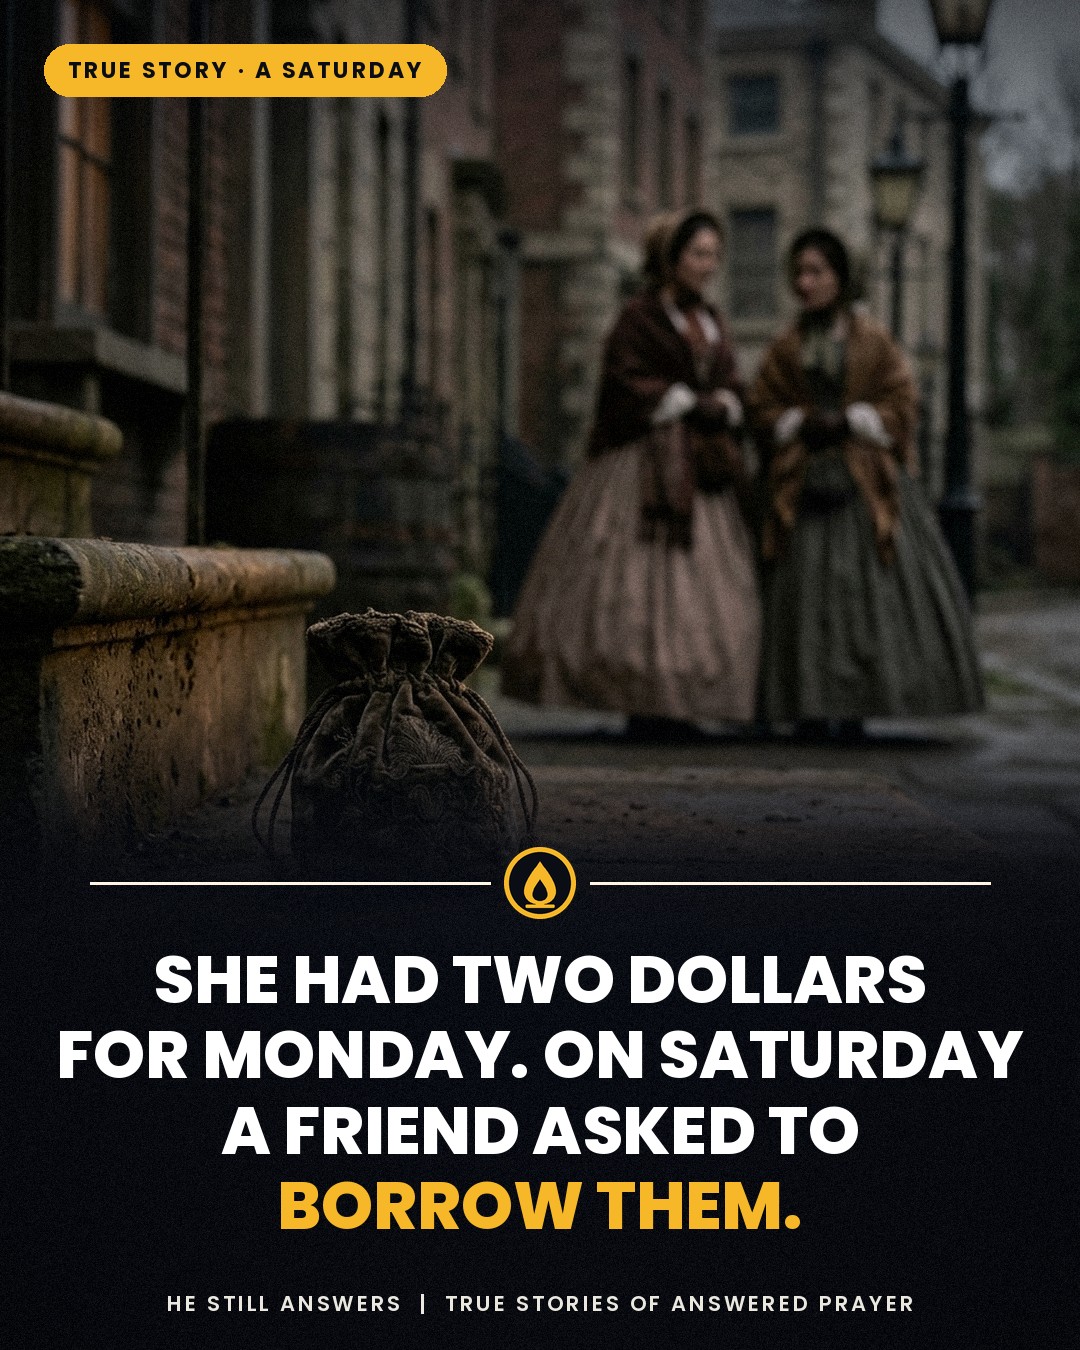 TRUE STORY · A SATURDAY
SHE HAD TWO DOLLARS
FOR MONDAY. ON SATURDAY
A FRIEND ASKED TO
BORROW THEM.
HE STILL ANSWERS | TRUE STORIES OF ANSWERED PRAYER